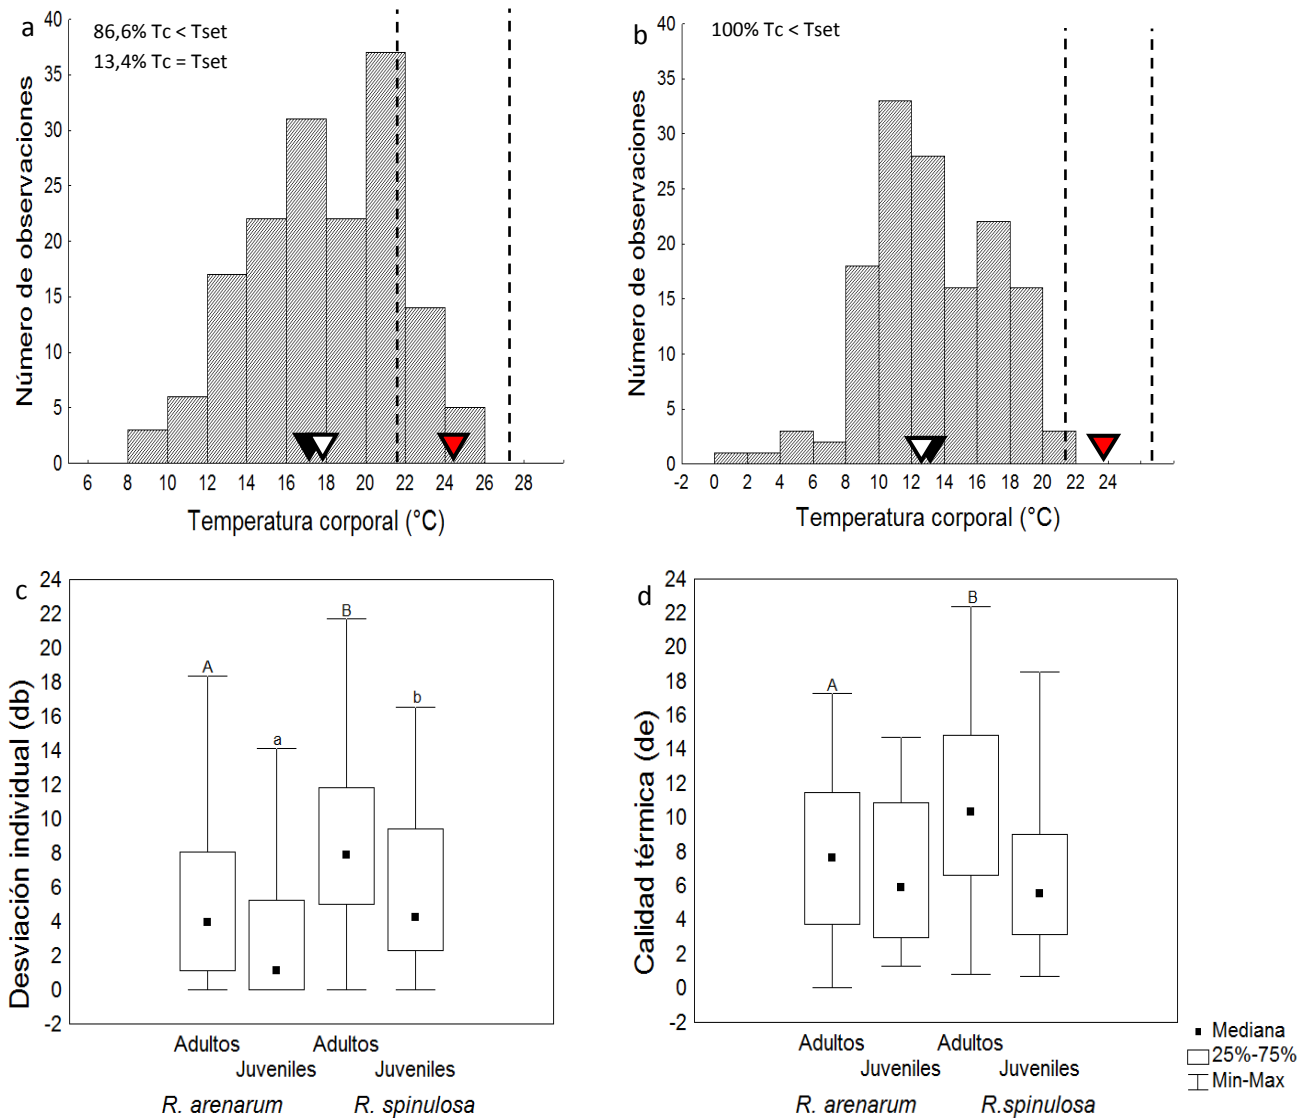 a
86,6% Tc < Tset
13,4% Tc = Tset
40
35
30
25
20
15
10
5
0
Número de observaciones
6 8 10 12 14 16 18 20 22 24 26 28
Temperatura corporal (°C)
b
100% Tc < Tset
40
35
30
25
20
15
10
5
0
Número de observaciones
-2 0 2 4 6 8 10 12 14 16 18 20 22 24
Temperatura corporal (°C)
c
24
22
20
18
16
14
12
10
8
6
4
2
0
-2
Desviación individual (db)
A
a
B
b
Adultos
Juveniles
Adultos
Juveniles
R. arenarum
R. spinulosa
d
24
22
20
18
16
14
12
10
8
6
4
2
0
-2
Calidad térmica (de)
A
B
Adultos
Juveniles
Adultos
Juveniles
R. arenarum
R.spinulosa
Mediana
25%-75%
Min-Max